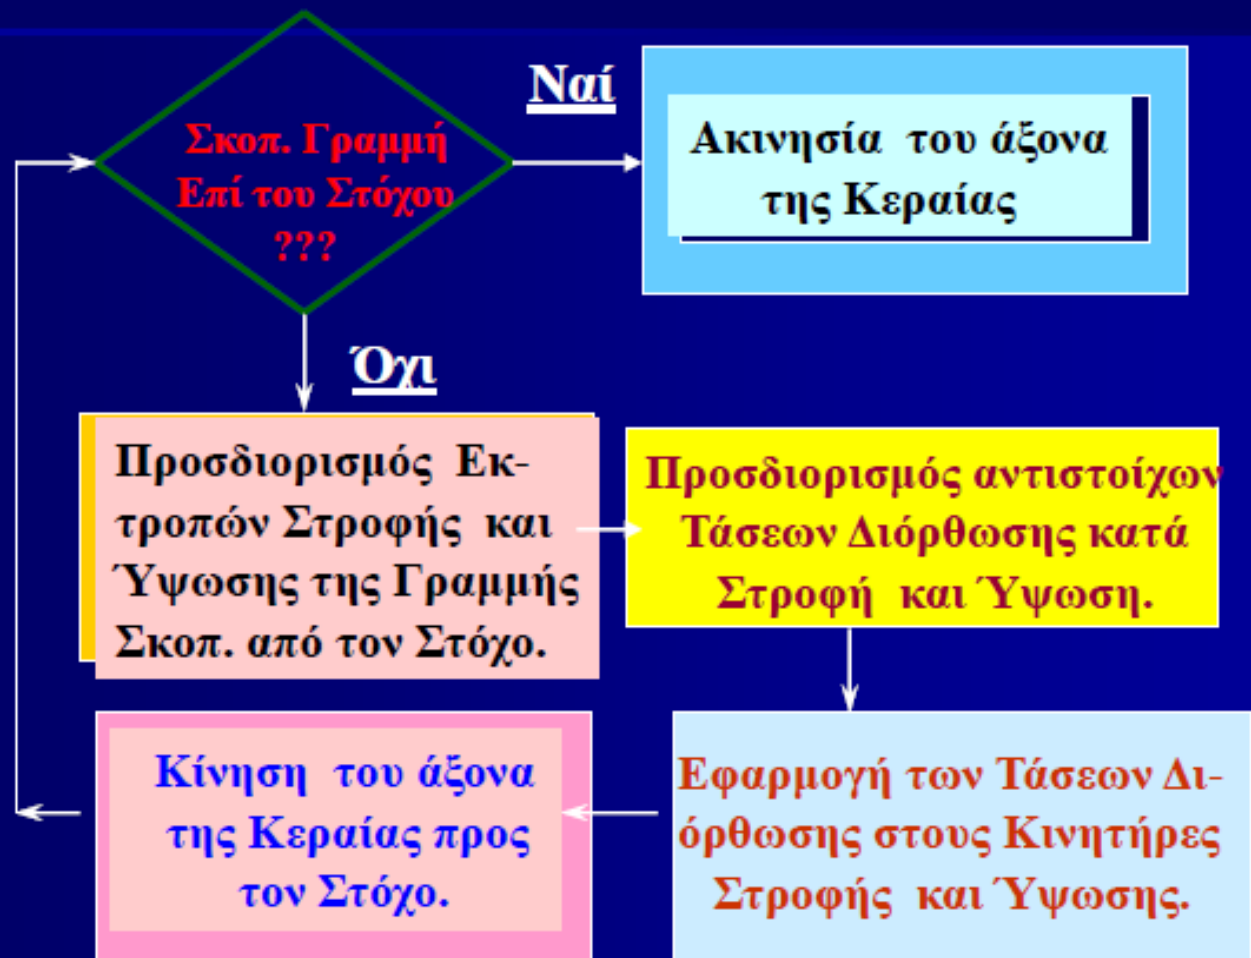 Σκοπ. Γραμμή
Επί του Στόχου
???
Ναί
Ακινησία του άξονα
της Κεραίας
Όχι
Προσδιορισμός Εκ-
τροπών Στροφής και
Ύψωσης της Γραμμής
Σκοπ. από τον Στόχο.
Προσδιορισμός αντιστοίχων
Τάσεων Διόρθωσης κατά
Στροφή και Ύψωση.
Κίνηση του άξονα
της Κεραίας προς
τον Στόχο.
Εφαρμογή των Τάσεων Δι-
όρθωσης στους Κινητήρες
Στροφής και Ύψωσης.